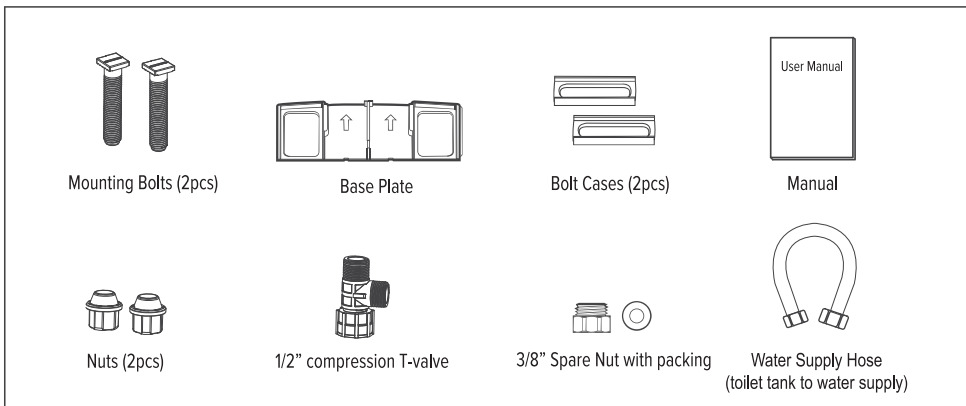 User Manual
Mounting Bolts (2pcs)
Base Plate
Bolt Cases (2pcs)
Manual
Nuts (2pcs)
1/2” compression T-valve
3/8” Spare Nut with packing
Water Supply Hose
(toilet tank to water supply)